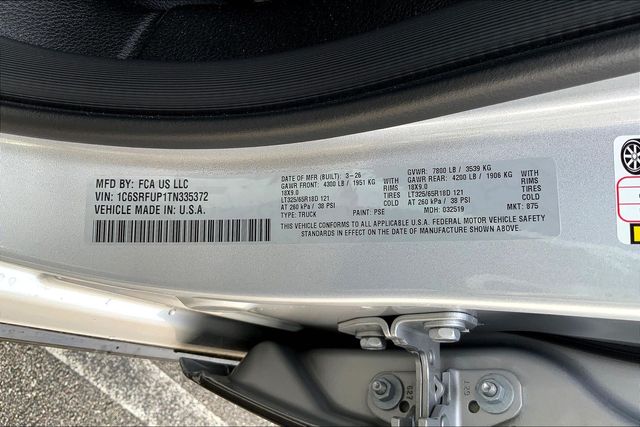 MFD BY: FCA US LLC
VIN: 1C6SRFUP1TN335372
VEHICLE MADE IN: U.S.A.
DATE OF MFR (BUILT): 3-26
GAWR FRONT: 4300 LB / 1951 KG WITH
18X9.0 RIMS
LT325/65R18D 121 TIRES
AT 260 kPa / 38 PSI COLD
TYPE: TRUCK PAINT: PSE
GVWR: 7800 LB / 3539 KG
GAWR REAR: 4200 LB / 1906 KG WITH
18X9.0 RIMS
LT325/65R18D 121 TIRES
AT 260 kPa / 38 PSI COLD
MDH: 032519 MKT: 875
THIS VEHICLE CONFORMS TO ALL APPLICABLE U.S.A. FEDERAL MOTOR VEHICLE SAFETY
STANDARDS IN EFFECT ON THE DATE OF MANUFACTURE SHOWN ABOVE.